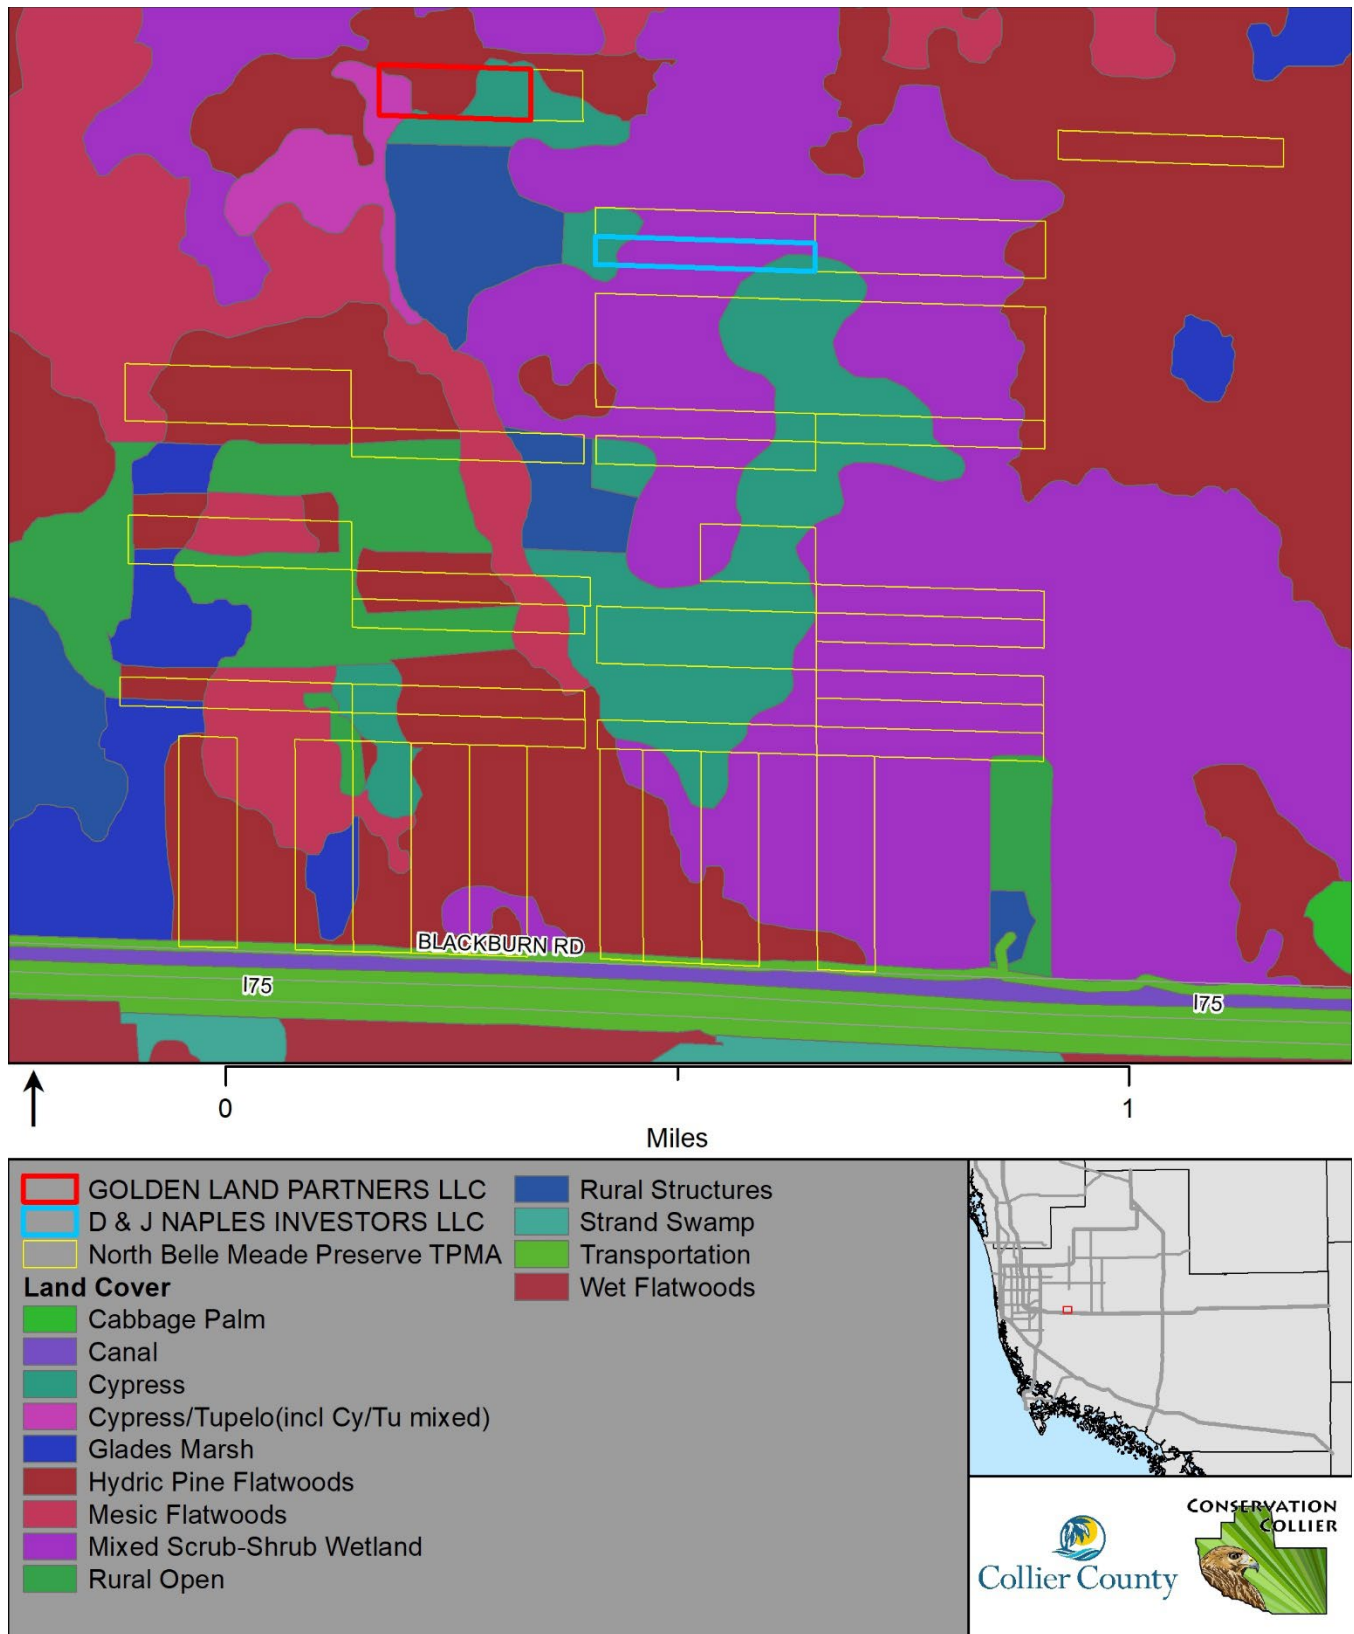 BLACKBURN RD
I75
I75
0
1
Miles
GOLDEN LAND PARTNERS LLC
D & J NAPLES INVESTORS LLC
North Belle Meade Preserve TPMA
Land Cover
Cabbage Palm
Canal
Cypress
Cypress/Tupelo(incl Cy/Tu mixed)
Glades Marsh
Hydric Pine Flatwoods
Mesic Flatwoods
Mixed Scrub-Shrub Wetland
Rural Open
Rural Structures
Strand Swamp
Transportation
Wet Flatwoods
Collier County
CONSERVATION
COLLIER